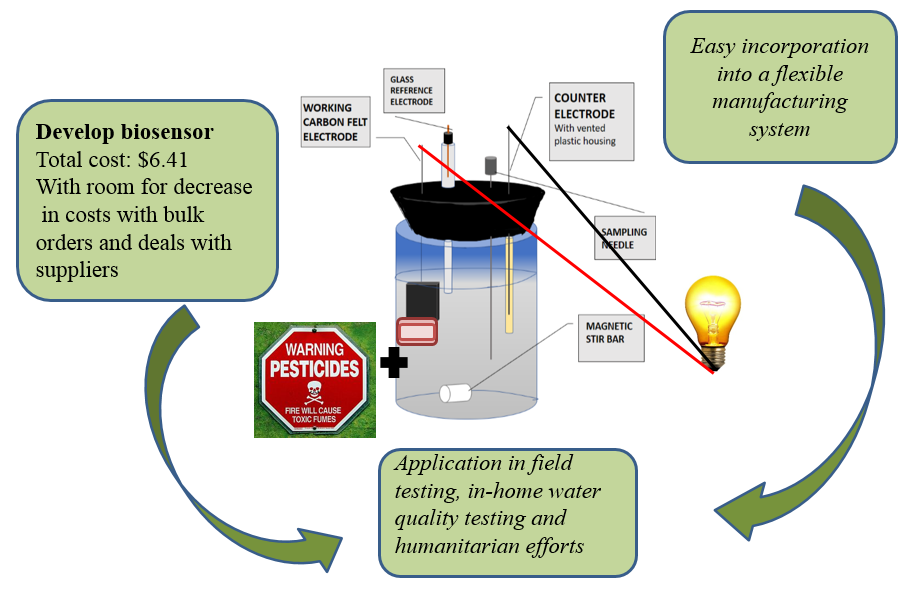 Develop biosensor
Total cost: $6.41
With room for decrease
in costs with bulk
orders and deals with
suppliers
GLASS
REFERENCE
ELECTRODE
WORKING
CARBON FELT
ELECTRODE
COUNTER
ELECTRODE
With vented
plastic housing
SAMPLING
NEEDLE
MAGNETIC
STIR BAR
Easy incorporation
into a flexible
manufacturing
system
WARNING
PESTICIDES
FIRE WILL CAUSE
TOXIC FUMES
Application in field
testing, in-home water
quality testing and
humanitarian efforts